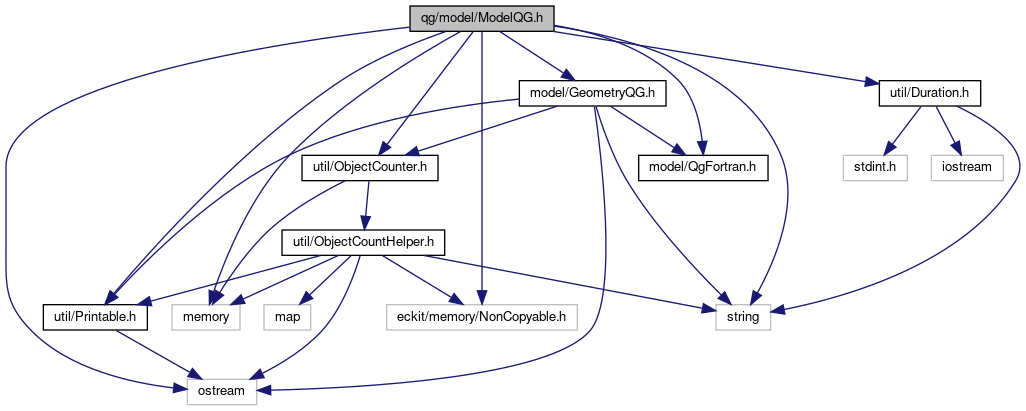 qg/model/ModelQG.h
model/GeometryQG.h
util/Duration.h
util/ObjectCounter.h
model/QgFortran.h
stdint.h
iostream
util/ObjectCountHelper.h
util/Printable.h
memory
map
eckit/memory/NonCopyable.h
string
ostream